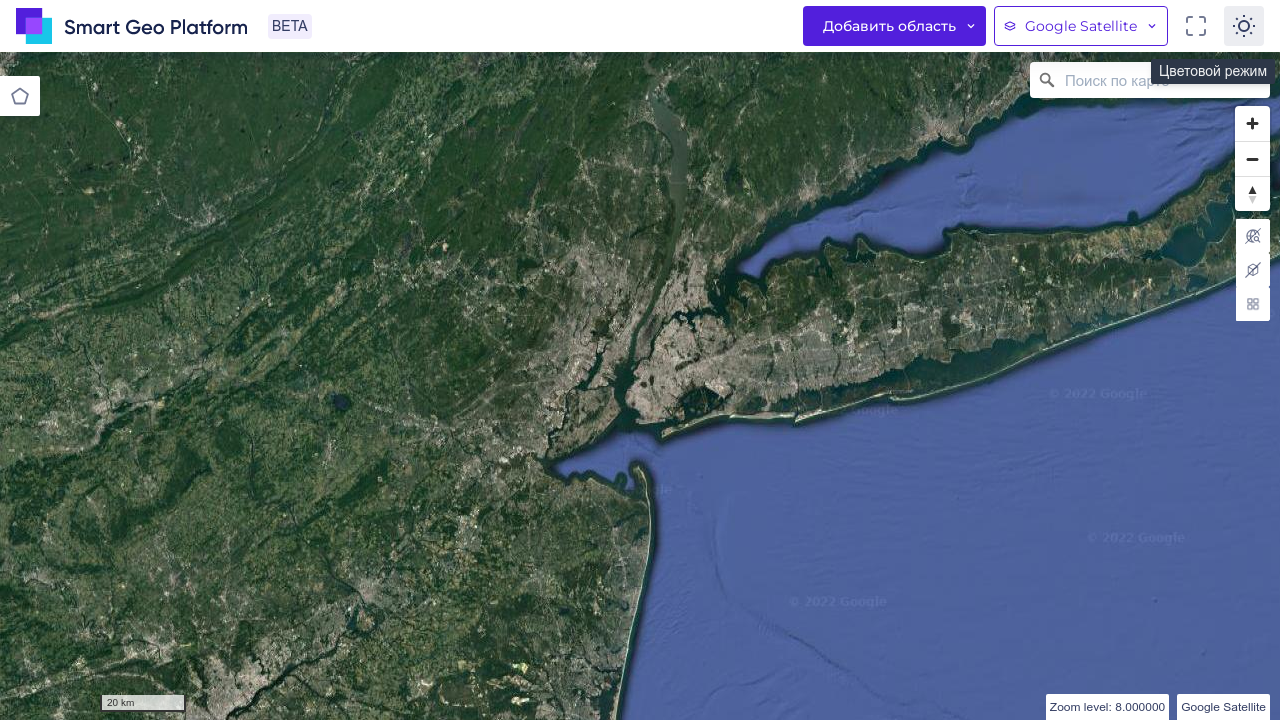 Smart Geo Platform
BETA
Добавить область
Google Satellite
Цветовой режим
Поиск по карте
© 2022 Google
Google
© 2022 Google
© 2022 Google
20 km
Zoom level: 8.000000
Google Satellite